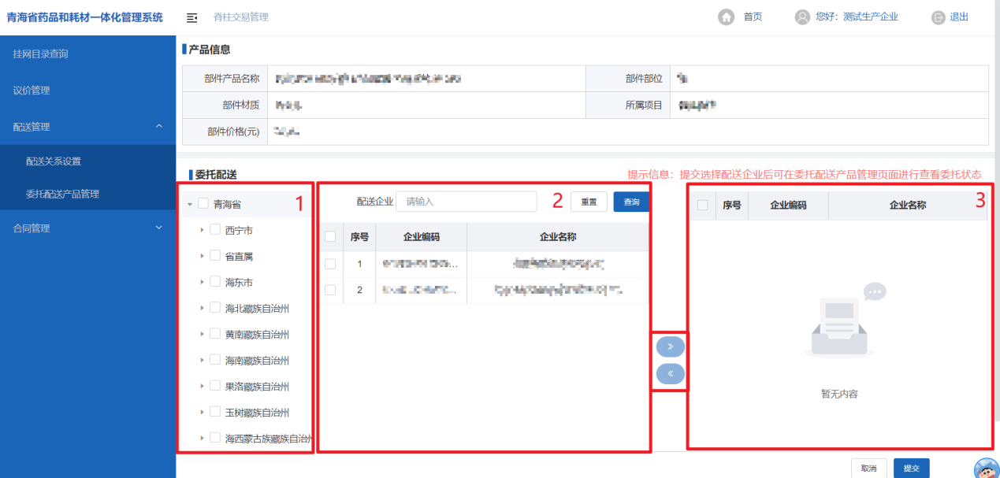 青海省药品和耗材一体化管理系统 脊柱交易管理 首页 您好：测试生产企业 退出
挂网目录查询
议价管理
配送管理
配送关系设置
委托配送产品管理
合同管理
产品信息
部件产品名称 部件部位
部件材质 所属项目
部件价格(元)
委托配送 提示信息：提交选择配送企业后可在委托配送产品管理页面进行查看委托状态
青海省 1
西宁市
省直属
海东市
海北藏族自治州
黄南藏族自治州
海南藏族自治州
果洛藏族自治州
玉树藏族自治州
海西蒙古族藏族自治州
配送企业 请输入 2 重置 查询
序号 企业编码 企业名称
1
2
» 
«
序号 企业编码 企业名称 3
暂无内容
取消 提交